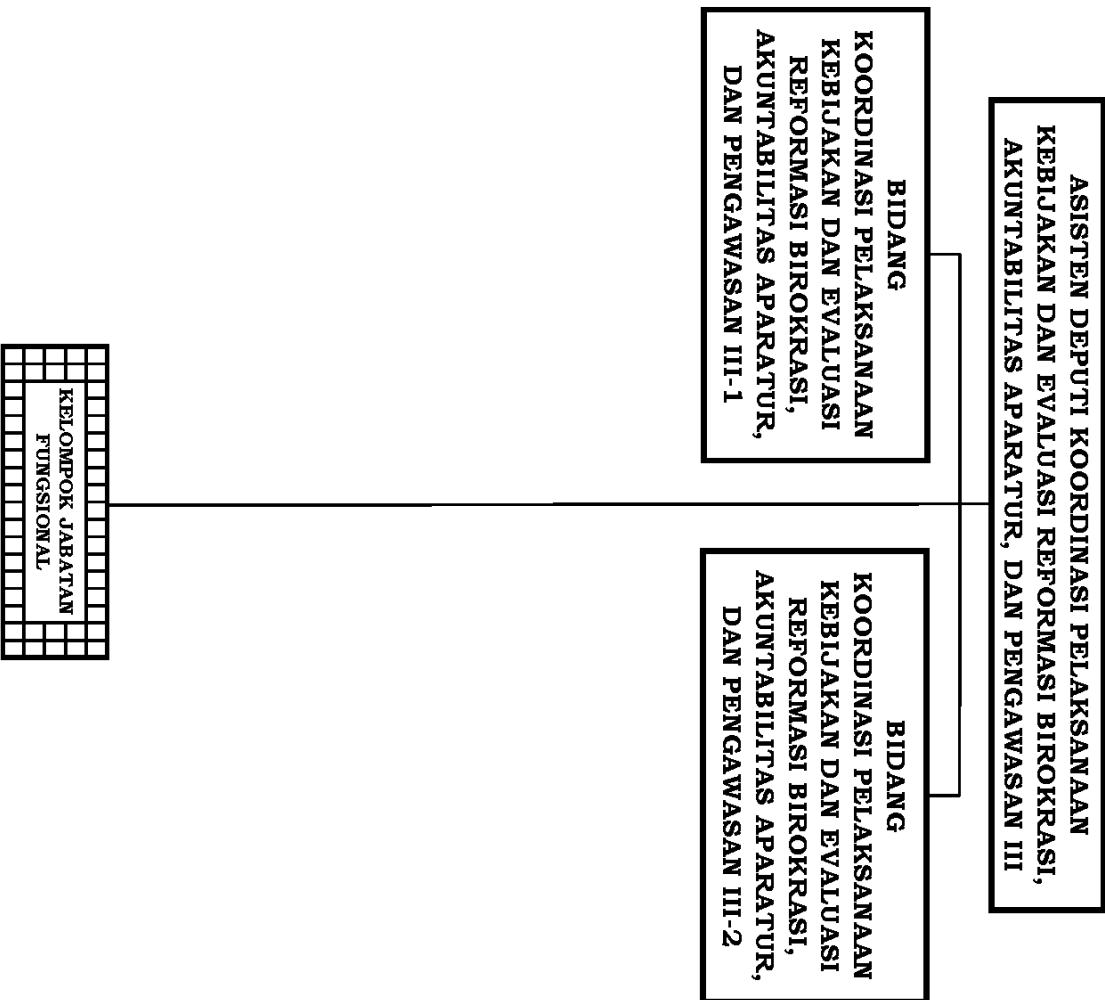 ASISTEN DEPUTI KOORDINASI PELAKSANAAN
KEBIJAKAN DAN EVALUASI REFORMASI BIROKRASI,
AKUNTABILITAS APARATUR, DAN PENGAWASAN III
BIDANG
KOORDINASI PELAKSANAAN
KEBIJAKAN DAN EVALUASI
REFORMASI BIROKRASI,
AKUNTABILITAS APARATUR,
DAN PENGAWASAN III-1
BIDANG
KOORDINASI PELAKSANAAN
KEBIJAKAN DAN EVALUASI
REFORMASI BIROKRASI,
AKUNTABILITAS APARATUR,
DAN PENGAWASAN III-2
KELOMPOK JABATAN
FUNGSIONAL